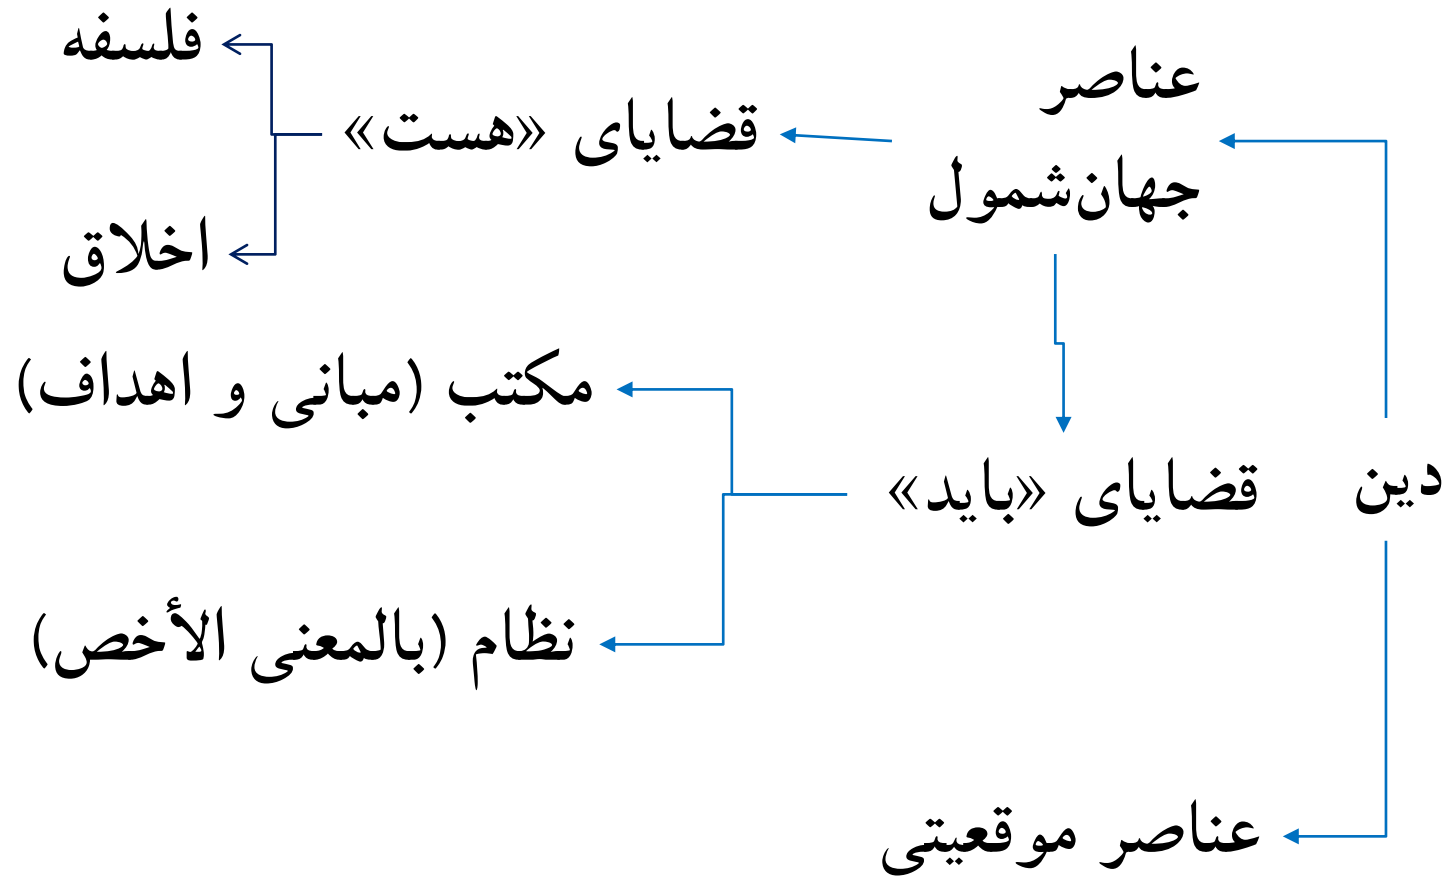 دین
عناصر
جهان‌شمول
قضایای «هست»
فلسفه
اخلاق
قضایای «باید»
مکتب (مبانی و اهداف)
نظام (بالمعنی الأخص)
عناصر موقعیتی